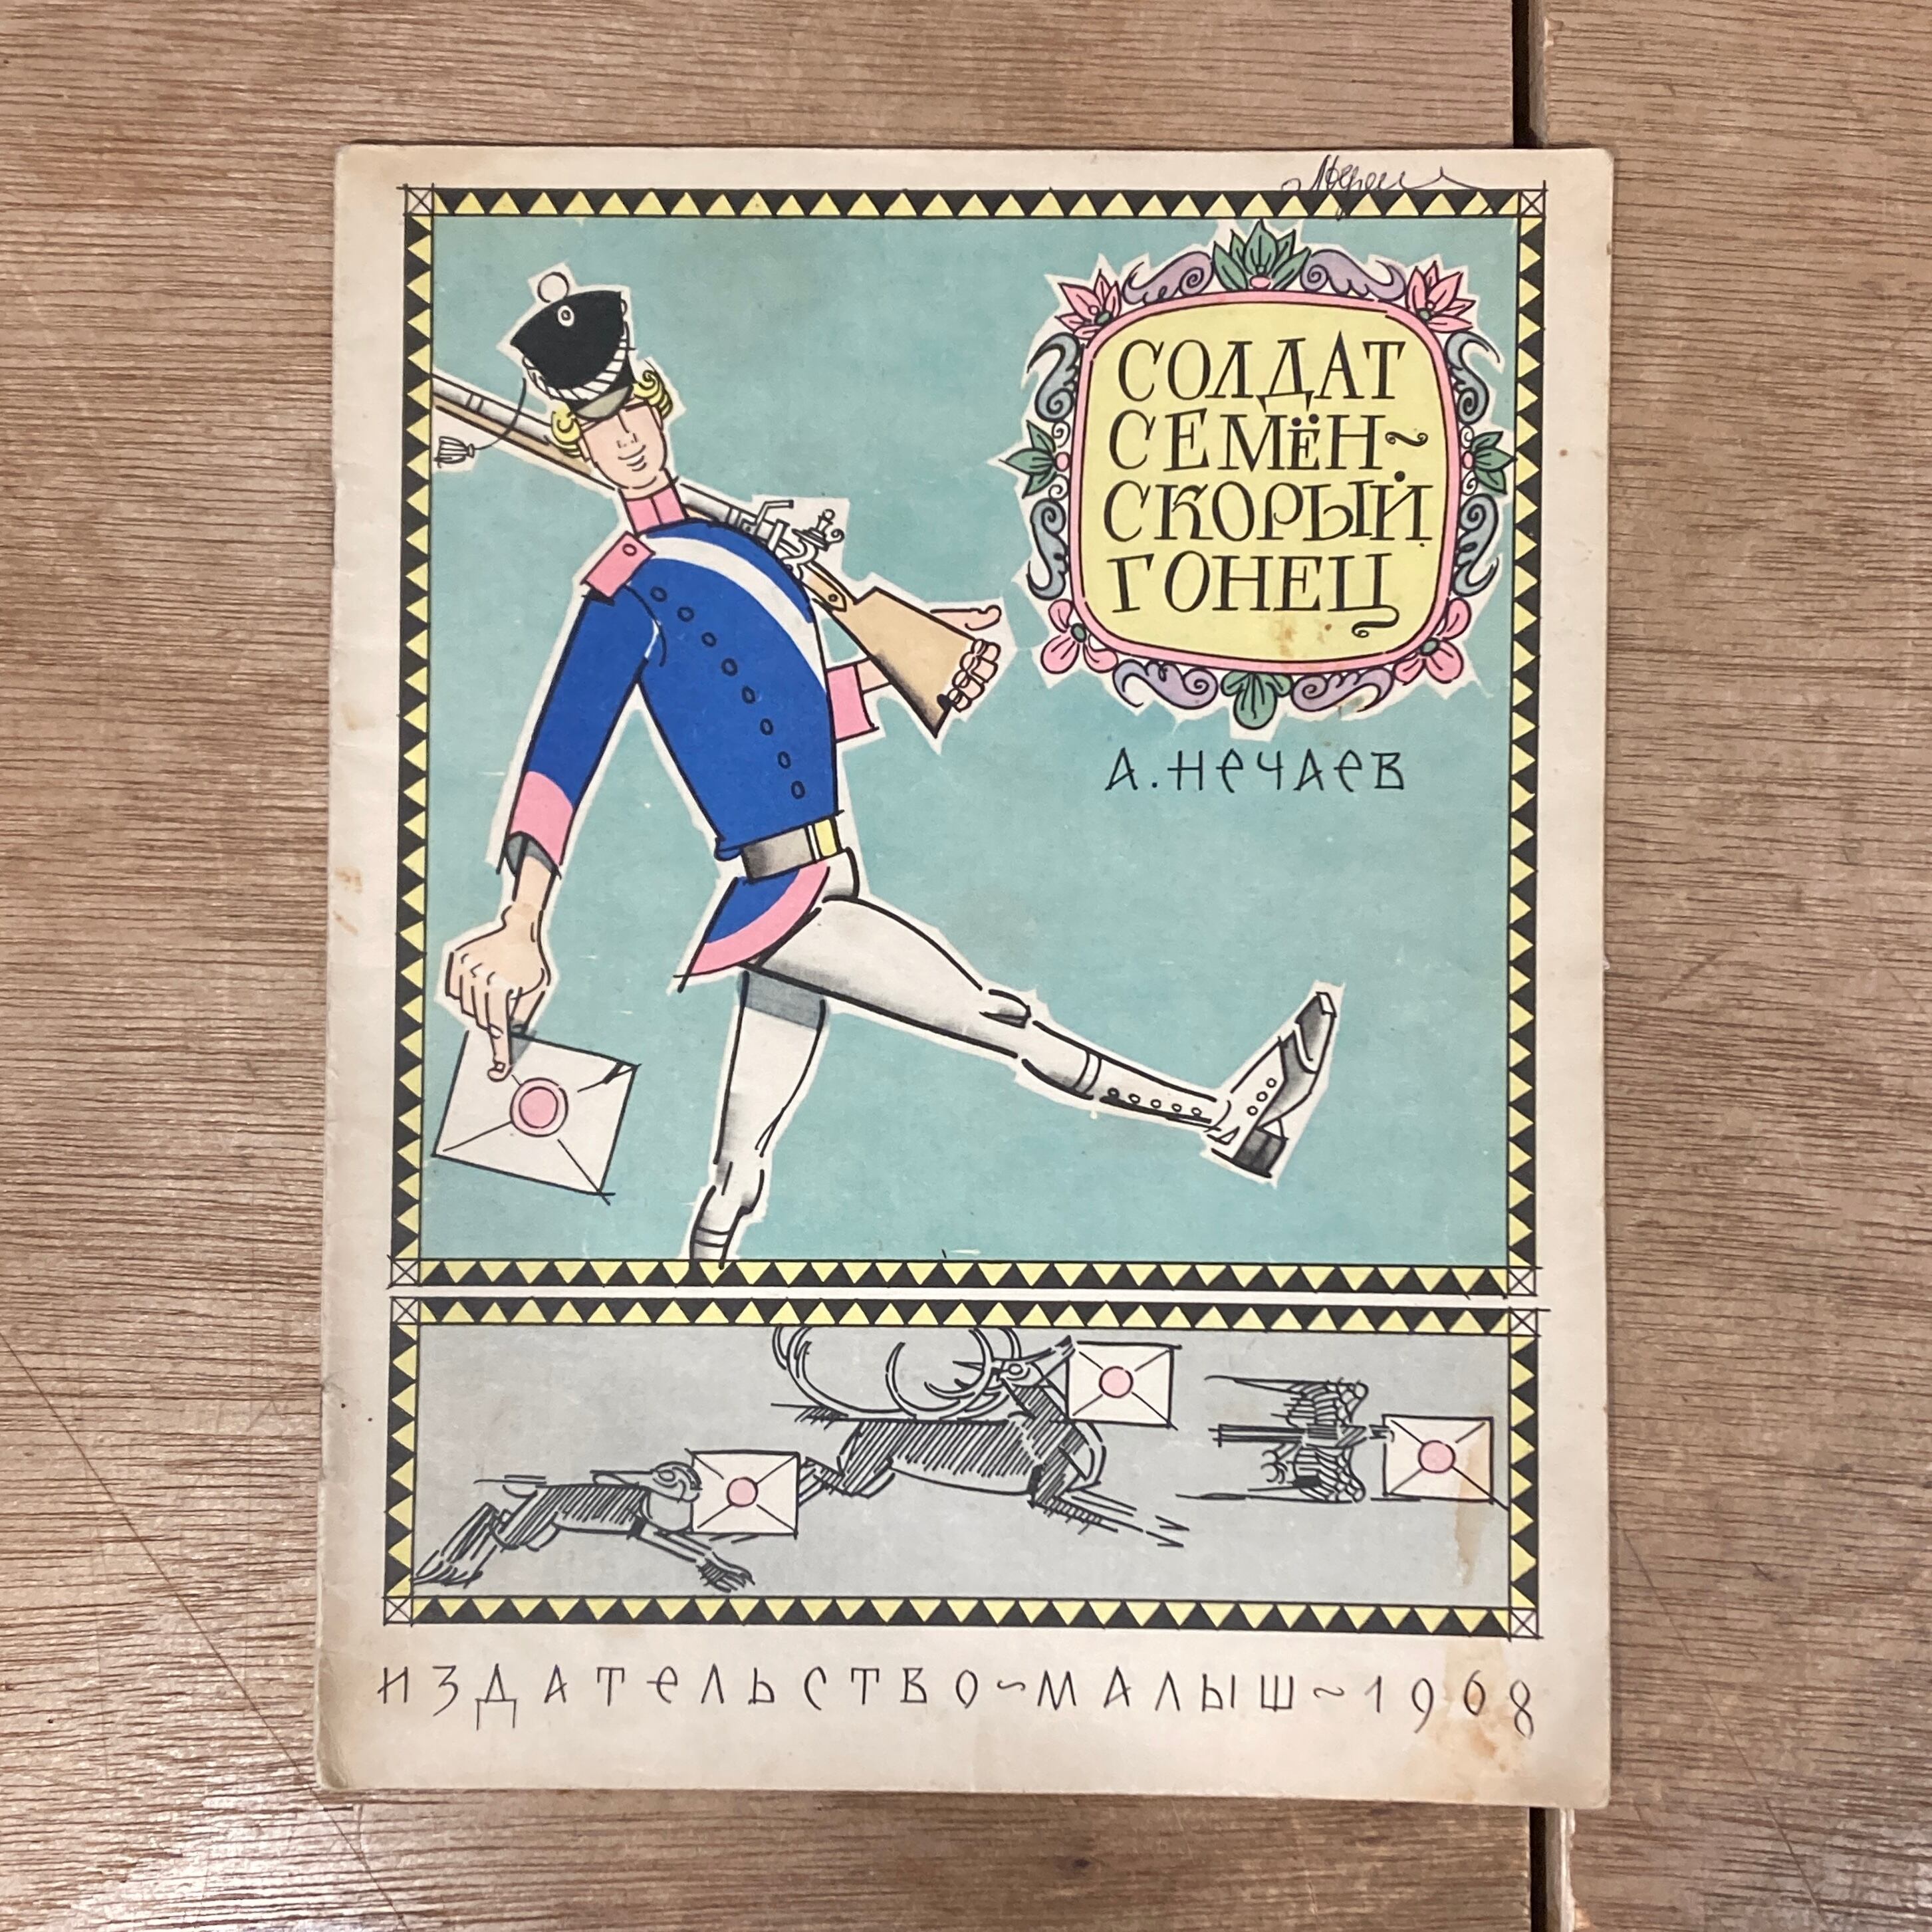 СОЛДАТ
СЕМЁН~
СКОРЫЙ
ГОНЕЦ
А. НЕЧАЕВ
ИЗДАТЕЛЬСТВО~МАЛЫШ~1968